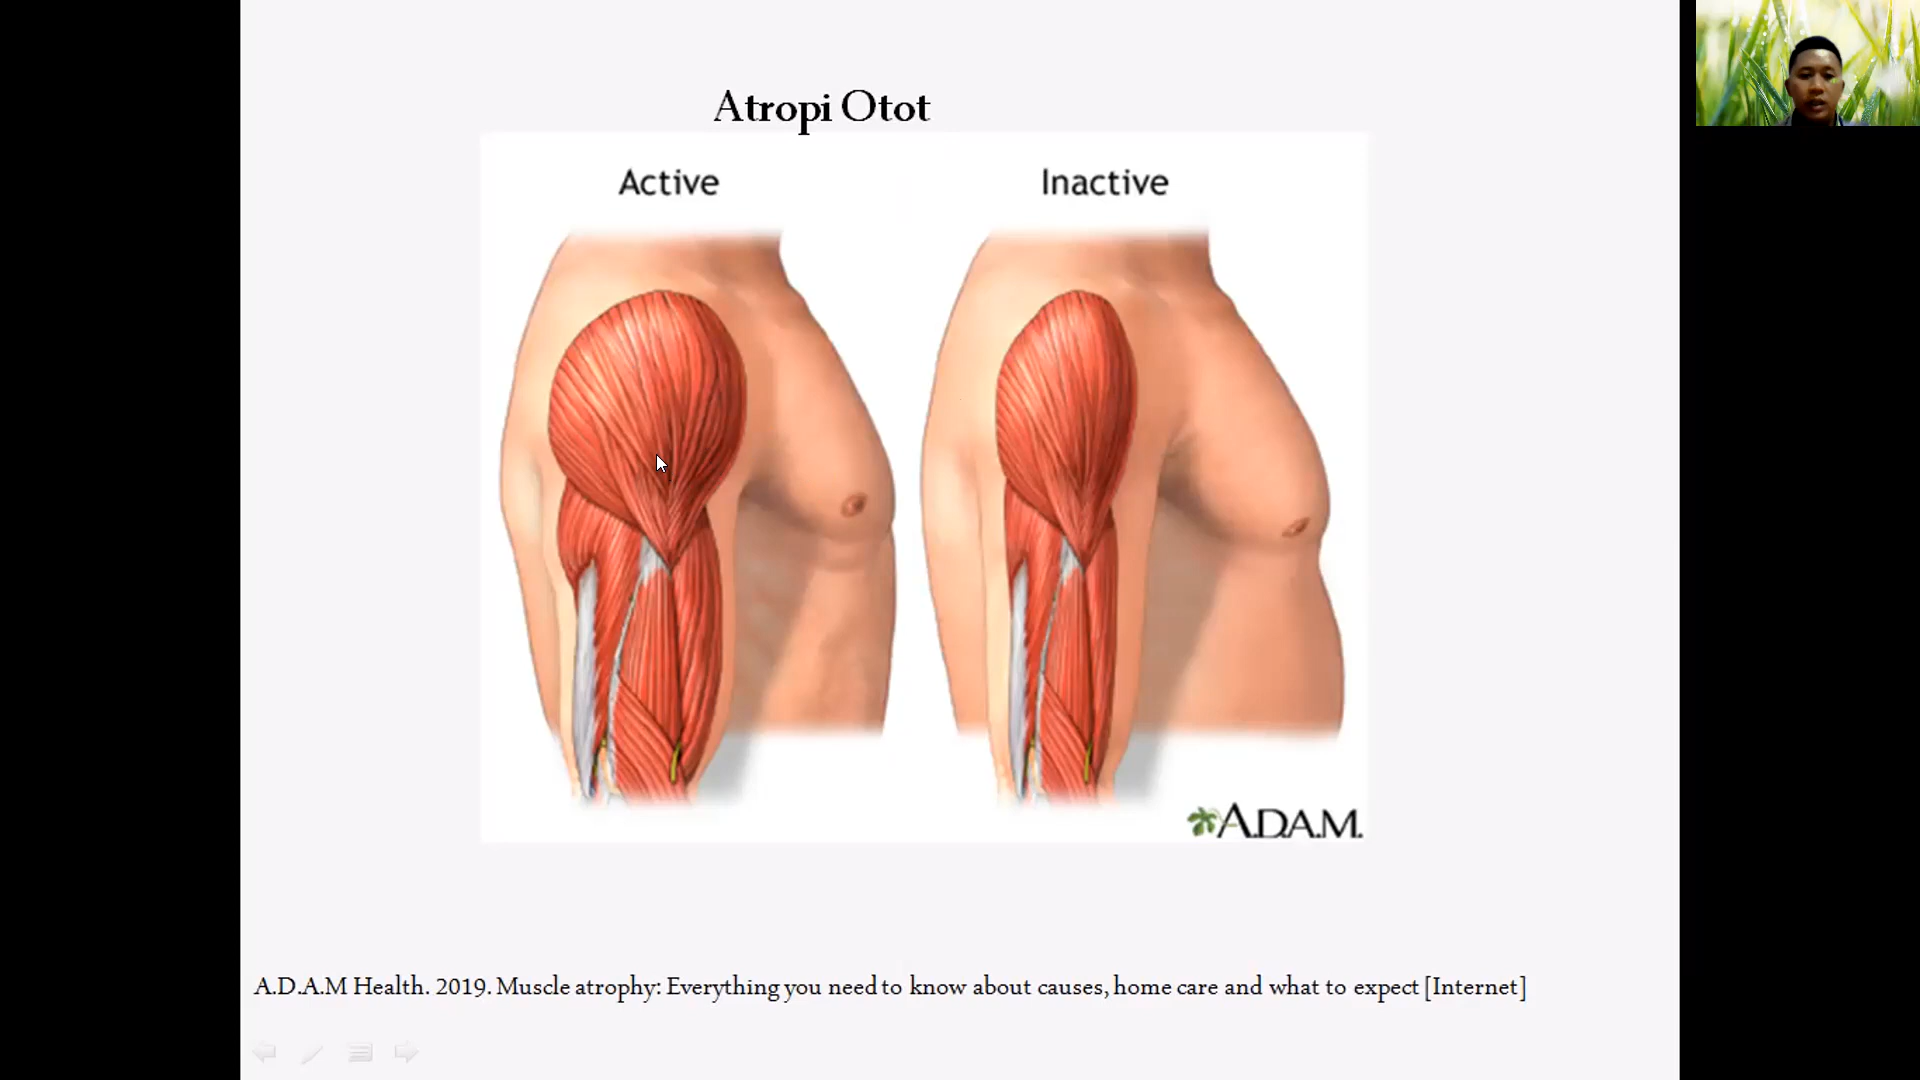 Atropi Otot
Active
Inactive
A.D.A.M.
A.D.A.M Health. 2019. Muscle atrophy: Everything you need to know about causes, home care and what to expect [Internet]